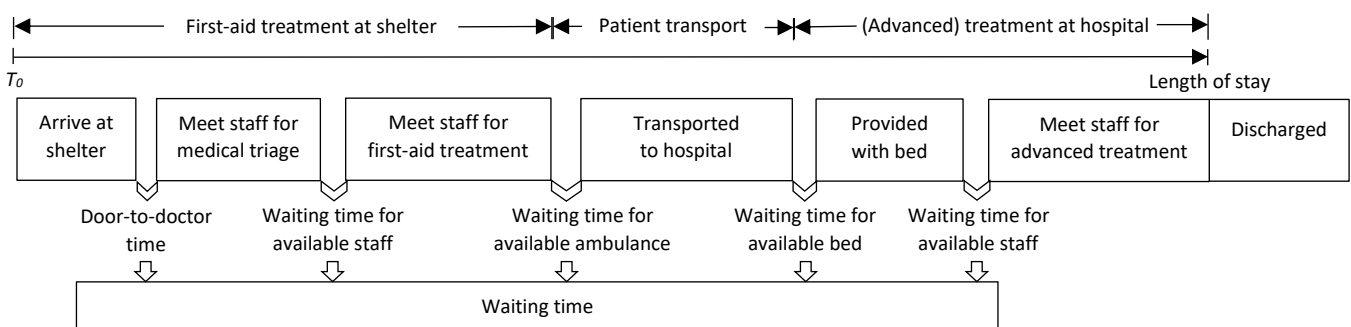 First-aid treatment at shelter
Patient transport
(Advanced) treatment at hospital
T0
Length of stay
Arrive at
shelter
Meet staff for
medical triage
Meet staff for
first-aid treatment
Transported
to hospital
Provided
with bed
Meet staff for
advanced treatment
Discharged
Door-to-doctor
time
Waiting time for
available staff
Waiting time for
available ambulance
Waiting time for
available bed
Waiting time for
available staff
Waiting time